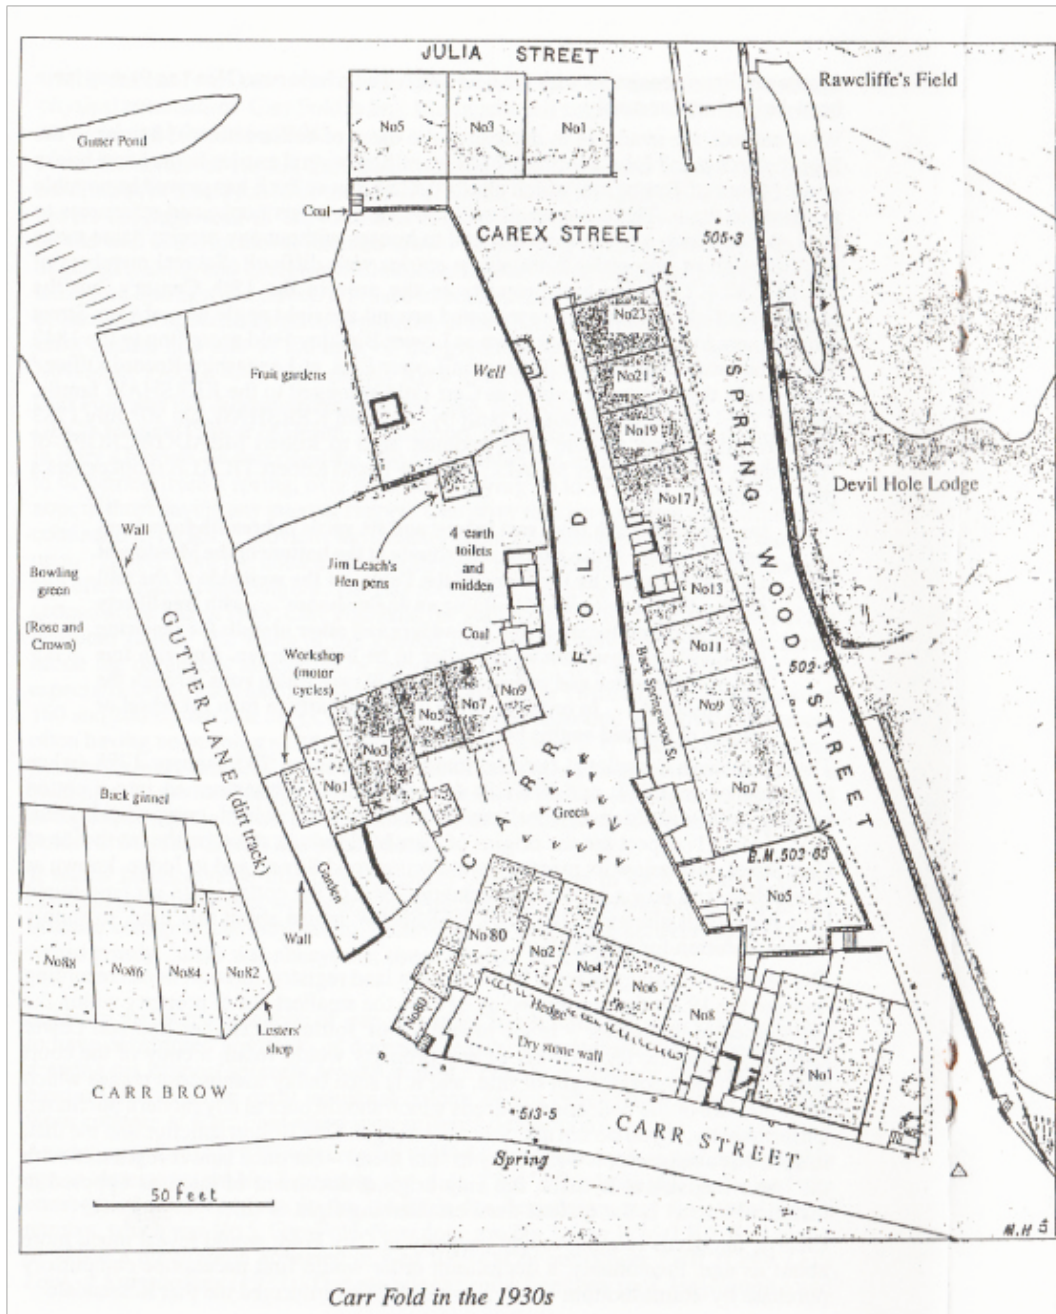 JULIA STREET
Rawcliffe's Field
No5
No3
No1
Gutter Pond
Coal
CAREX STREET
505·3
L
No23
Well
Fruit gardens
No21
No19
SPRING WOOD STREET
Devil Hole Lodge
No17
Wall
4 earth
toilets
and
midden
Jim Leach's
Hen pens
Bowling
green
(Rose and
Crown)
No13
CARR FOLD
GUTTER LANE (dirt track)
Coal
Workshop
(motor
cycles)
No11
Back Springwood St.
No9
No9
No7
No5
No3
No1
No7
Back ginnel
Green
B.M.503·65
No5
Garden
Wall
No80
No2
No4
No6
No8
No88
No86
No84
No82
No80
Hedge
Dry stone wall
No1
Lesters'
shop
CARR BROW
513·5
CARR STREET
Spring
50 feet
Carr Fold in the 1930s